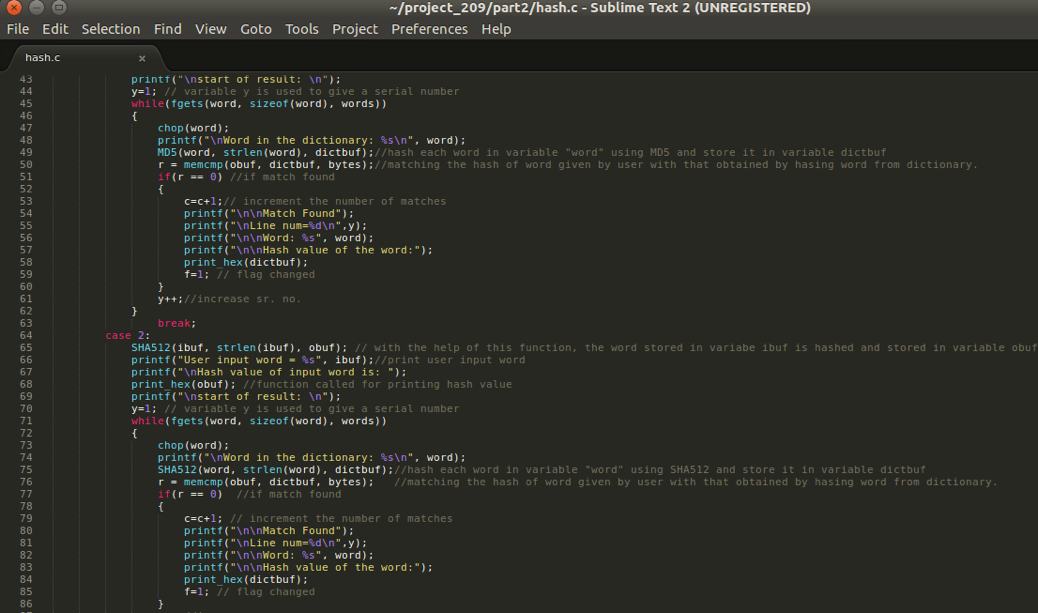 ~/project_209/part2/hash.c - Sublime Text 2 (UNREGISTERED)
File Edit Selection Find View Goto Tools Project Preferences Help
hash.c ×
43 printf("\nstart of result: \n");
44 y=1; // variable y is used to give a serial number
45 while(fgets(word, sizeof(word), words))
46 {
47 chop(word);
48 printf("\nWord in the dictionary: %s\n", word);
49 MD5(word, strlen(word), dictbuf);//hash each word in variable "word" using MD5 and store it in variable dictbuf
50 r = memcmp(obuf, dictbuf, bytes);//matching the hash of word given by user with that obtained by hasing word from dictionary.
51 if(r == 0) //if match found
52 {
53 c=c+1;// increment the number of matches
54 printf("\n\nMatch Found");
55 printf("\nLine num=%d\n",y);
56 printf("\n\nWord: %s", word);
57 printf("\n\nHash value of the word:");
58 print_hex(dictbuf);
59 f=1; // flag changed
60 }
61 y++;//increase sr. no.
62 }
63 break;
64 case 2:
65 SHA512(ibuf, strlen(ibuf), obuf); // with the help of this function, the word stored in variabe ibuf is hashed and stored in variable obuf
66 printf("User input word = %s", ibuf);//print user input word
67 printf("\nHash value of input word is: ");
68 print_hex(obuf); //function called for printing hash value
69 printf("\nstart of result: \n");
70 y=1; // variable y is used to give a serial number
71 while(fgets(word, sizeof(word), words))
72 {
73 chop(word);
74 printf("\nWord in the dictionary: %s\n", word);
75 SHA512(word, strlen(word), dictbuf);//hash each word in variable "word" using SHA512 and store it in variable dictbuf
76 r = memcmp(obuf, dictbuf, bytes); //matching the hash of word given by user with that obtained by hasing word from dictionary.
77 if(r == 0) //if match found
78 {
79 c=c+1; // increment the number of matches
80 printf("\n\nMatch Found");
81 printf("\nLine num=%d\n",y);
82 printf("\n\nWord: %s", word);
83 printf("\n\nHash value of the word:");
84 print_hex(dictbuf);
85 f=1; // flag changed
86 }